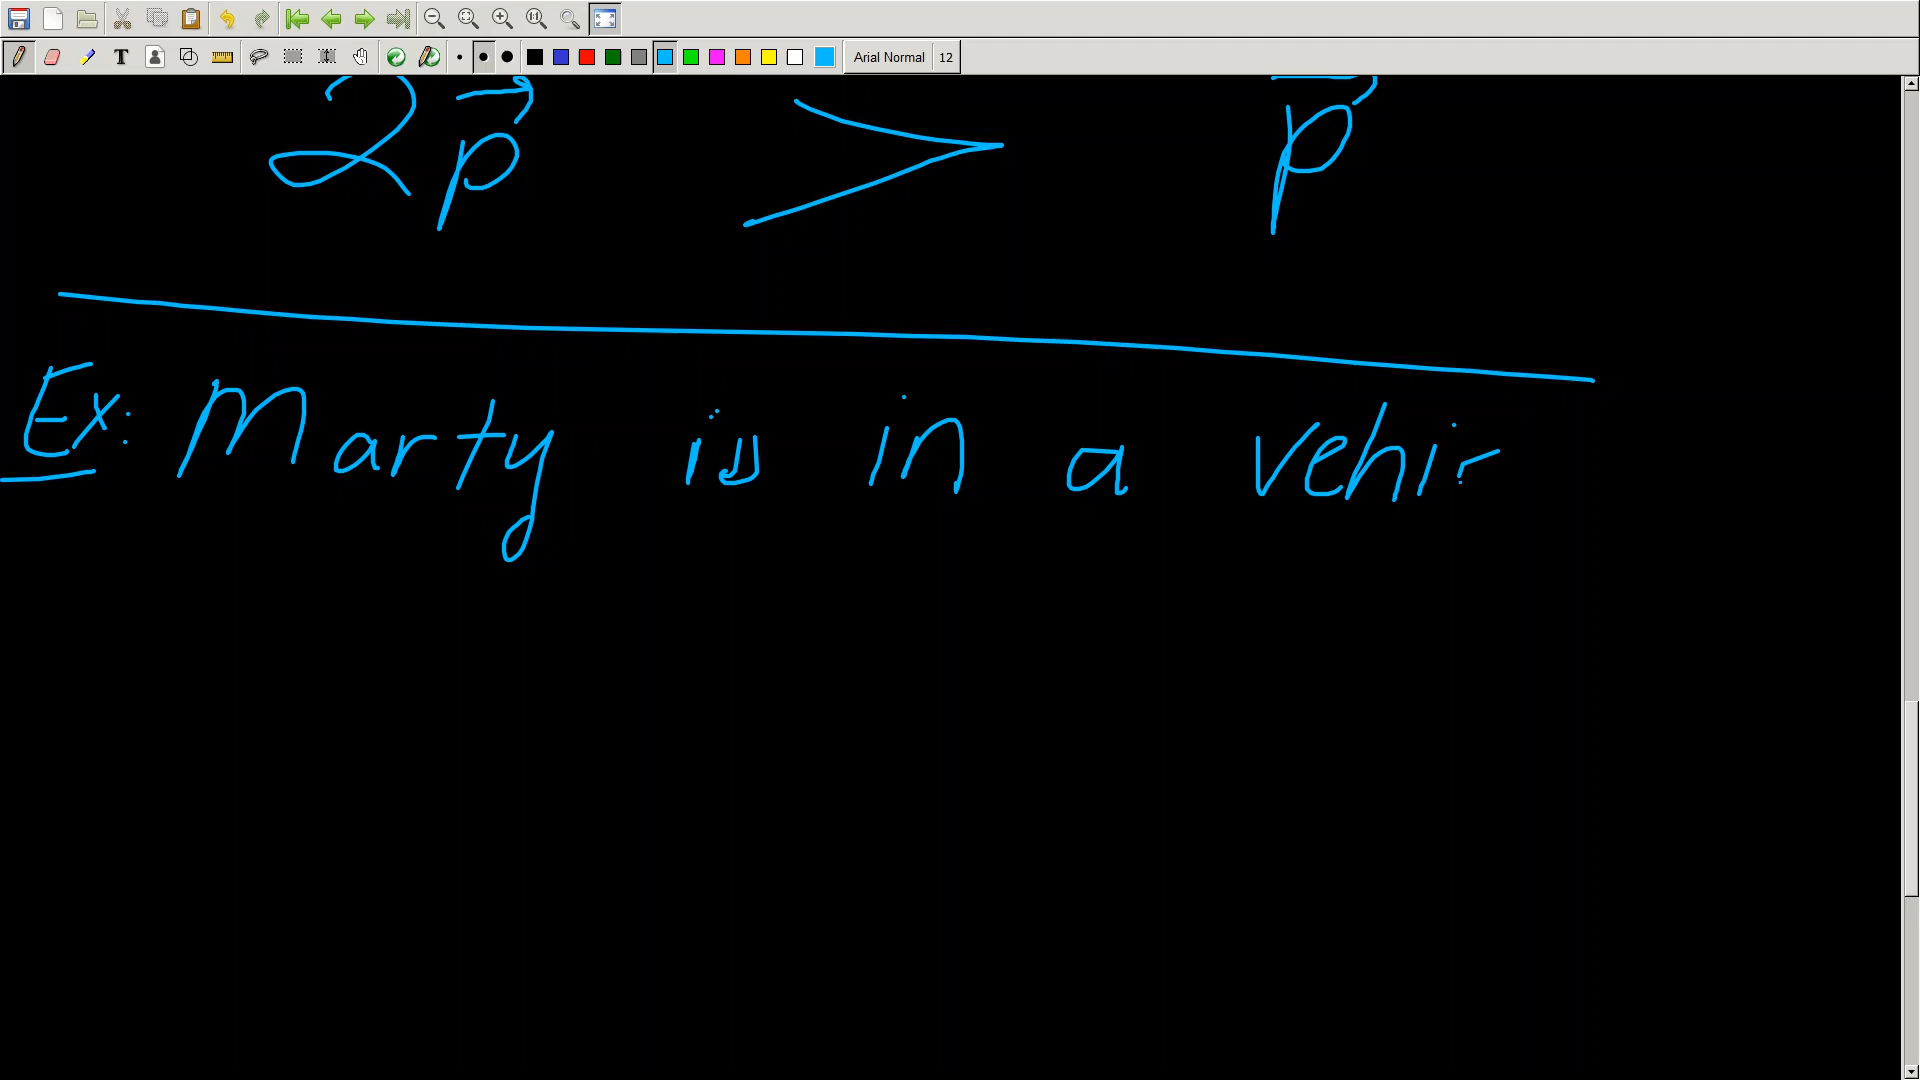 Arial Normal 12
2p⃗ > p⃗
Ex: Marty is in a vehi